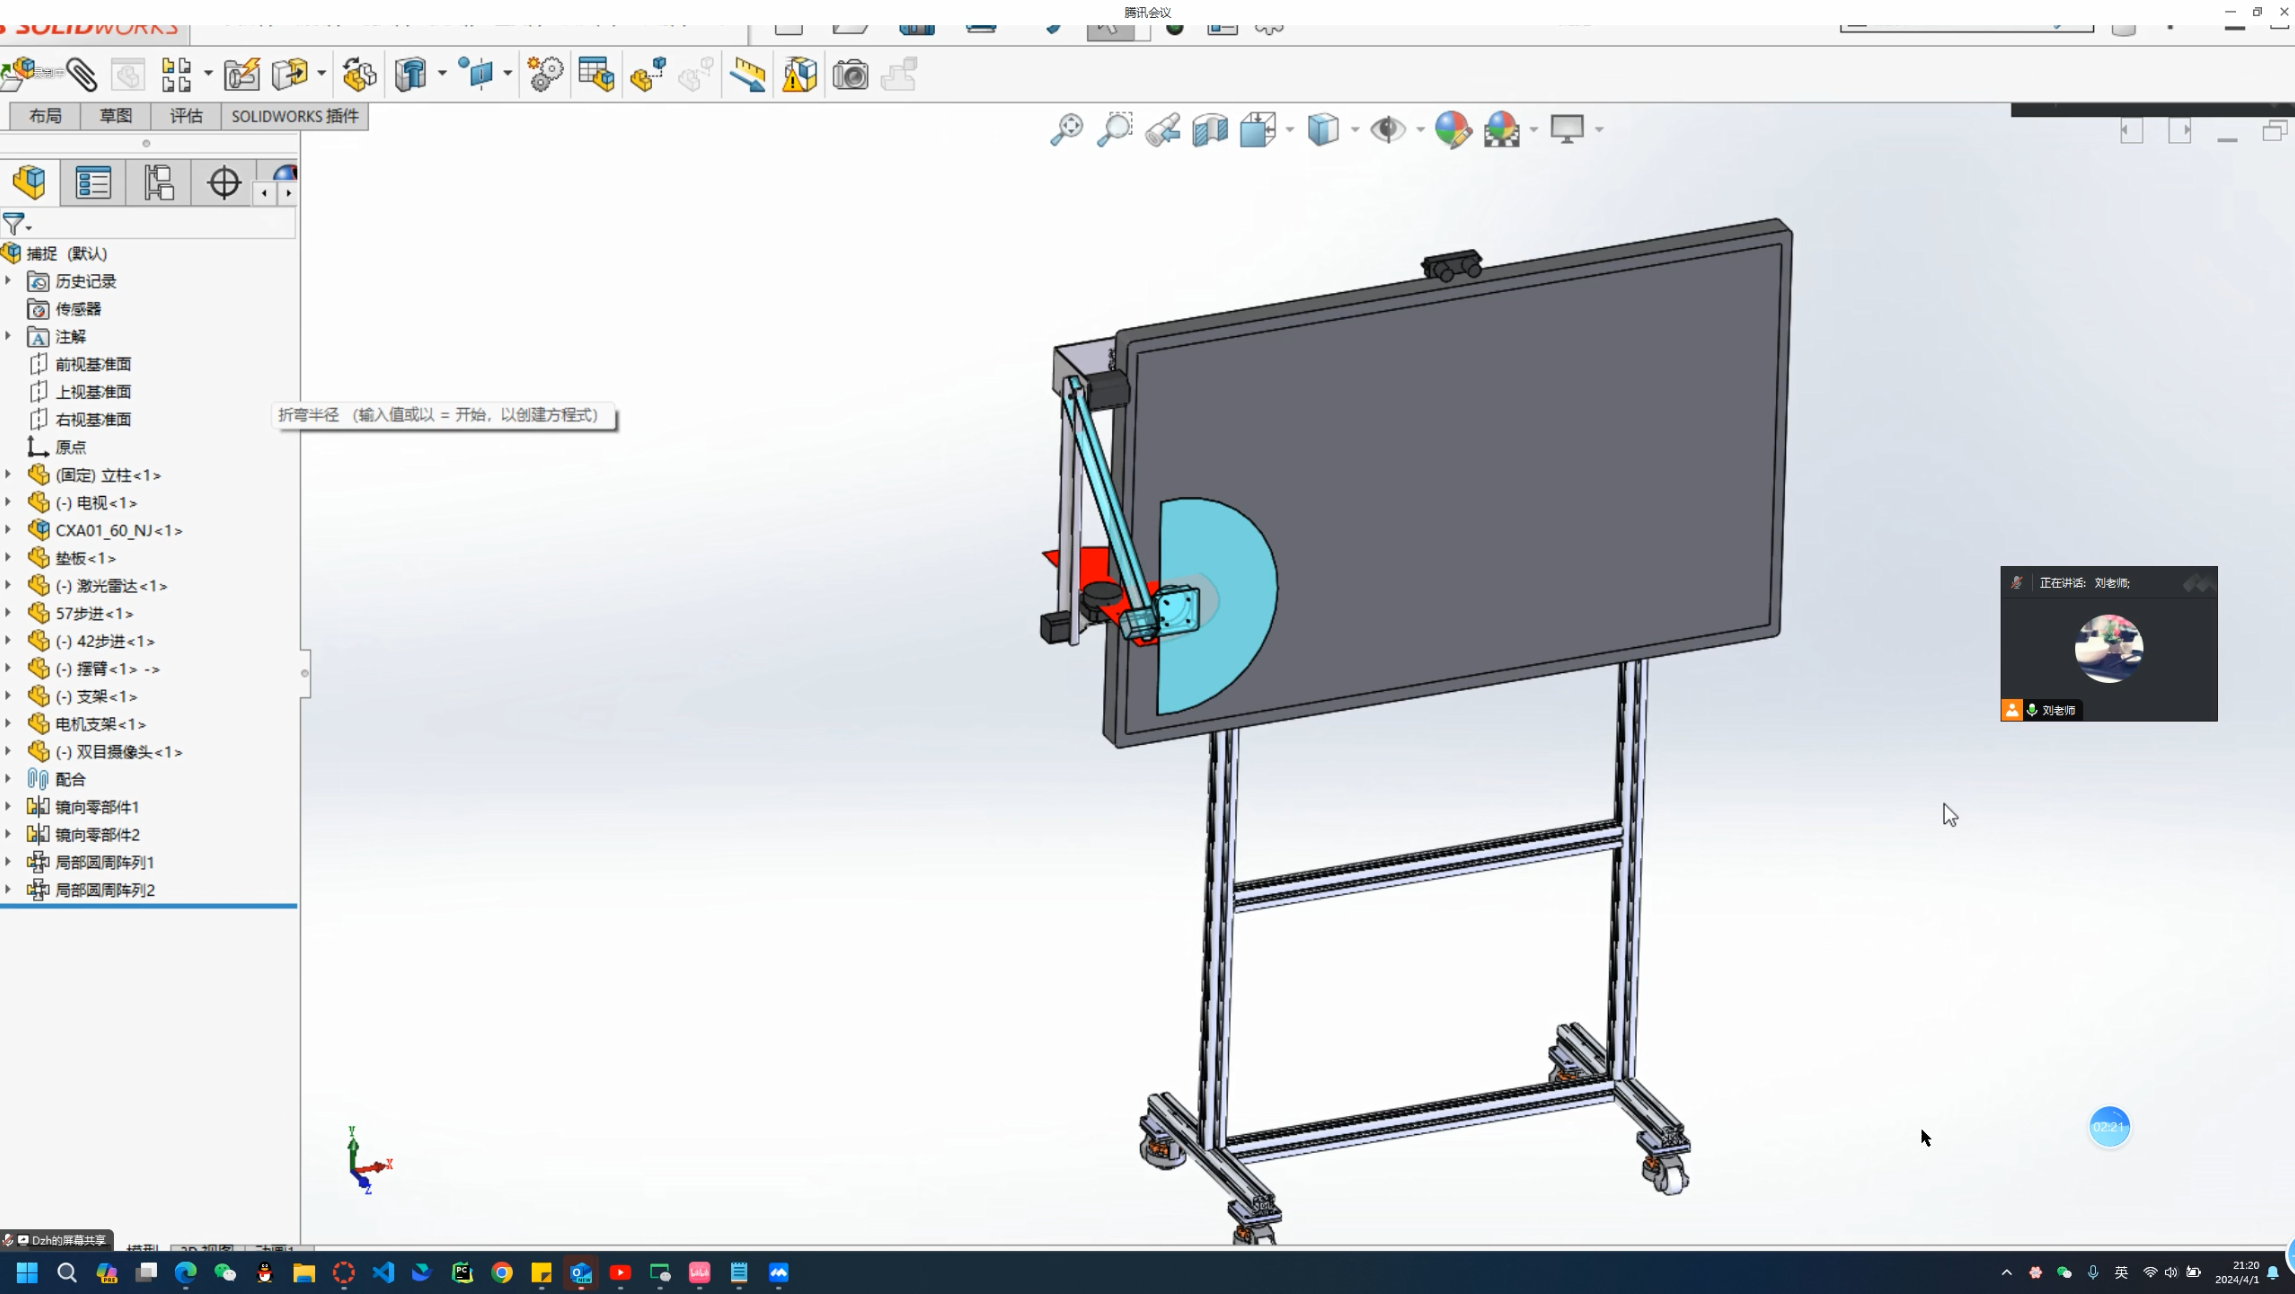 腾讯会议
SOLIDWORKS
布局
草图
评估
SOLIDWORKS 插件
捕捉 (默认)
历史记录
传感器
注解
前视基准面
上视基准面
右视基准面
原点
(固定) 立柱<1>
(-) 电视<1>
CXA01_60_NJ<1>
垫板<1>
(-) 激光雷达<1>
57步进<1>
(-) 42步进<1>
(-) 摆臂<1> ->
(-) 支架<1>
电机支架<1>
(-) 双目摄像头<1>
配合
镜向零部件1
镜向零部件2
局部圆周阵列1
局部圆周阵列2
折弯半径 (输入值或以 = 开始，以创建方程式)
正在讲话: 刘老师;
刘老师
02:21
Y
X
Z
Dzh的屏幕共享
英
21:20
2024/4/1